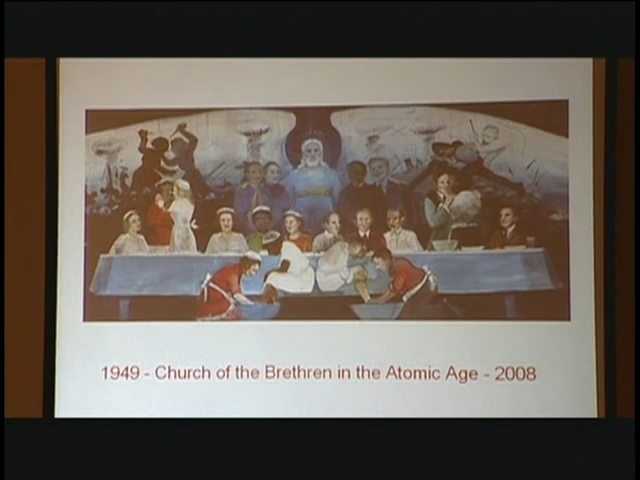 1949 - Church of the Brethren in the Atomic Age - 2008